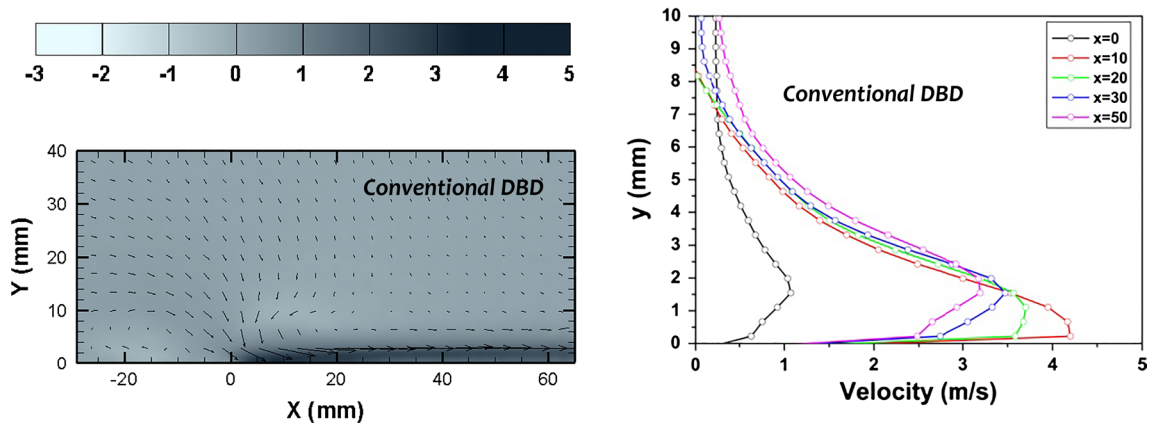 -3 -2 -1 0 1 2 3 4 5
Conventional DBD
40
30
20
10
0
Y (mm)
-20 0 20 40 60
X (mm)
10
9
8
7
6
5
4
3
2
1
0
y (mm)
Conventional DBD
x=0
x=10
x=20
x=30
x=50
0 1 2 3 4 5
Velocity (m/s)